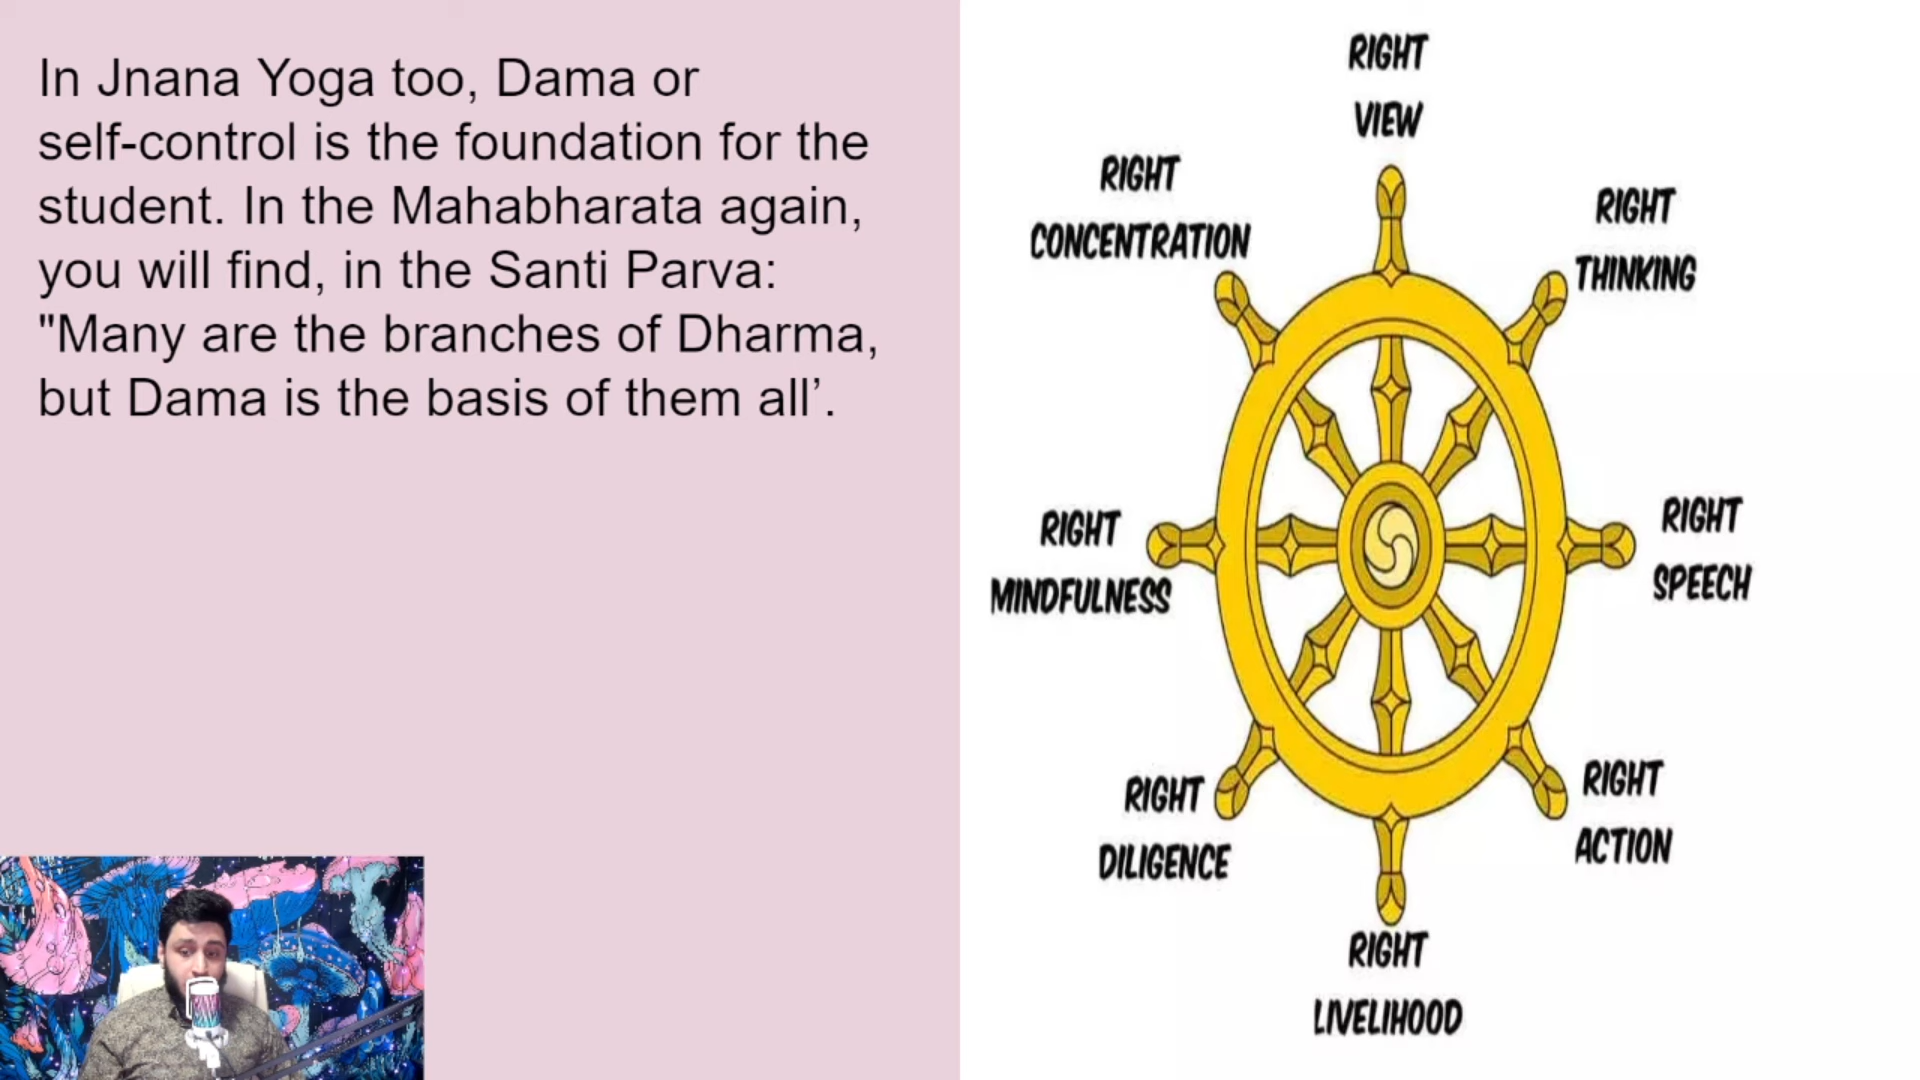 In Jnana Yoga too, Dama or
self-control is the foundation for the
student. In the Mahabharata again,
you will find, in the Santi Parva:
"Many are the branches of Dharma,
but Dama is the basis of them all’.
RIGHT
VIEW
RIGHT
THINKING
RIGHT
SPEECH
RIGHT
ACTION
RIGHT
LIVELIHOOD
RIGHT
DILIGENCE
RIGHT
MINDFULNESS
RIGHT
CONCENTRATION